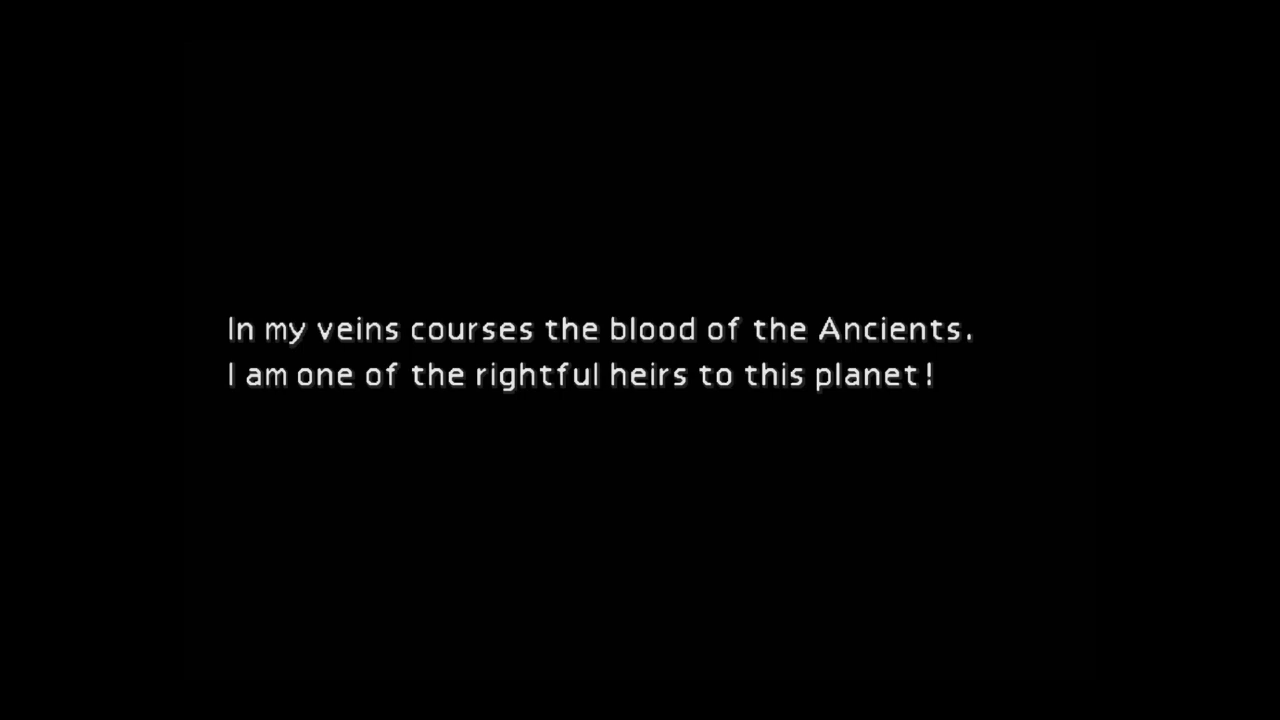 In my veins courses the blood of the Ancients.
I am one of the rightful heirs to this planet!